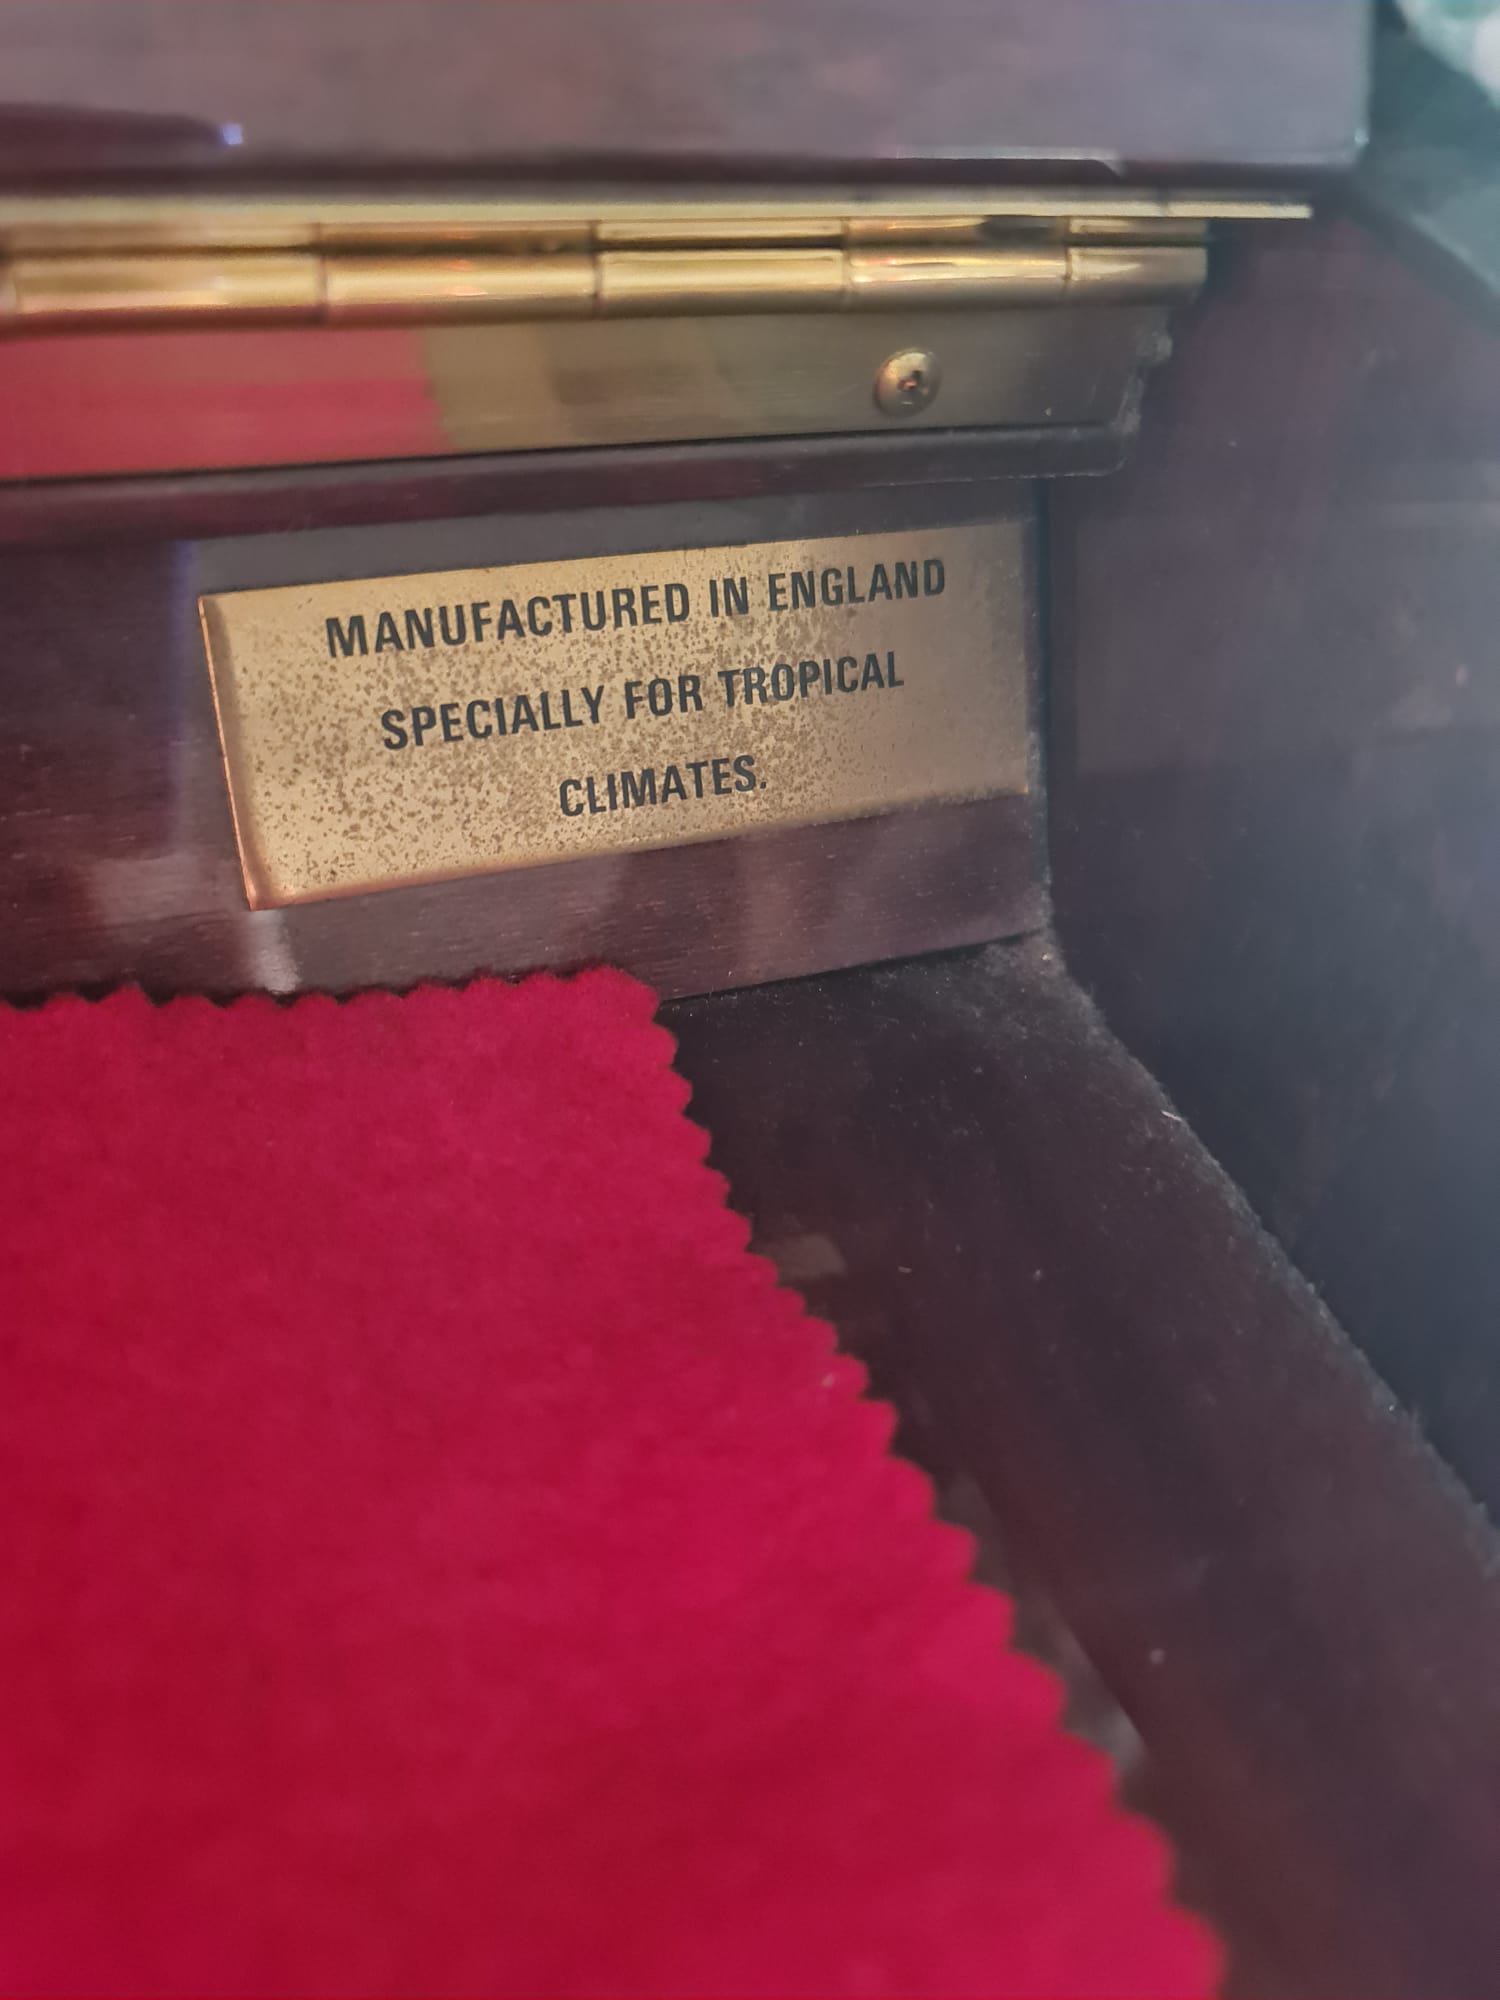 MANUFACTURED IN ENGLAND
SPECIALLY FOR TROPICAL
CLIMATES.